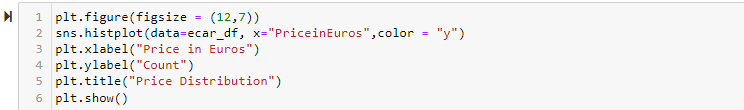 1 plt.figure(figsize = (12,7))
2 sns.histplot(data=ecar_df, x="PriceinEuros",color = "y")
3 plt.xlabel("Price in Euros")
4 plt.ylabel("Count")
5 plt.title("Price Distribution")
6 plt.show()